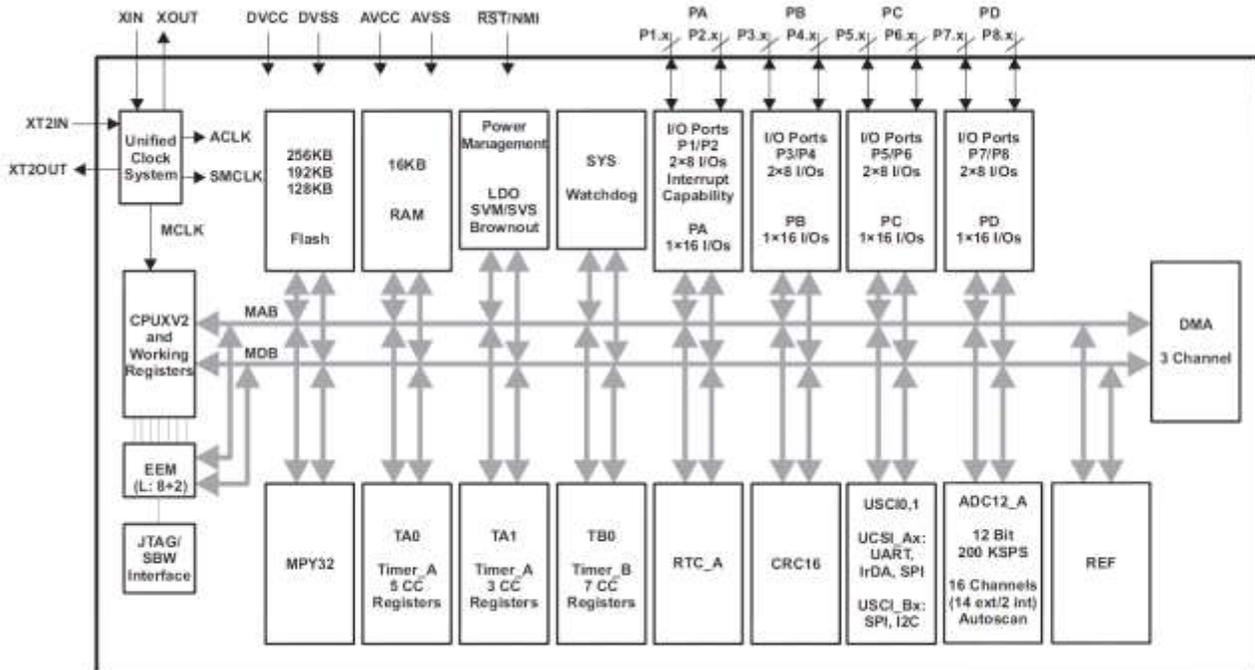 XIN XOUT DVCC DVSS AVCC AVSS RST/NMI PA PB PC PD
P1.x P2.x P3.x P4.x P5.x P6.x P7.x P8.x
XT2IN
XT2OUT
Unified
Clock
System
ACLK
SMCLK
MCLK
256KB
192KB
128KB
Flash
16KB
RAM
Power
Management
LDO
SVM/SVS
Brownout
SYS
Watchdog
I/O Ports
P1/P2
2×8 I/Os
Interrupt
Capability
PA
1×16 I/Os
I/O Ports
P3/P4
2×8 I/Os
PB
1×16 I/Os
I/O Ports
P5/P6
2×8 I/Os
PC
1×16 I/Os
I/O Ports
P7/P8
2×8 I/Os
PD
1×16 I/Os
CPUXV2
and
Working
Registers
MAB
MDB
DMA
3 Channel
EEM
(L: 8+2)
JTAG/
SBW
Interface
MPY32
TA0
Timer_A
5 CC
Registers
TA1
Timer_A
3 CC
Registers
TB0
Timer_B
7 CC
Registers
RTC_A
CRC16
USCI0,1
UCSI_Ax:
UART,
IrDA, SPI
USCI_Bx:
SPI, I2C
ADC12_A
12 Bit
200 KSPS
16 Channels
(14 ext/2 int)
Autoscan
REF